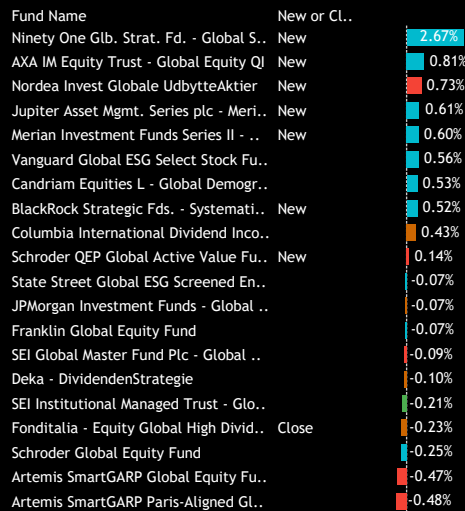 Fund Name New or Cl..
Ninety One Glb. Strat. Fd. - Global S.. New 2.67%
AXA IM Equity Trust - Global Equity QI New 0.81%
Nordea Invest Globale UdbytteAktier New 0.73%
Jupiter Asset Mgmt. Series plc - Meri.. New 0.61%
Merian Investment Funds Series II - .. New 0.60%
Vanguard Global ESG Select Stock Fu.. 0.56%
Candriam Equities L - Global Demogr.. 0.53%
BlackRock Strategic Fds. - Systemati.. New 0.52%
Columbia International Dividend Inco.. 0.43%
Schroder QEP Global Active Value Fu.. New 0.14%
State Street Global ESG Screened En.. -0.07%
JPMorgan Investment Funds - Global .. -0.07%
Franklin Global Equity Fund -0.07%
SEI Global Master Fund Plc - Global .. -0.09%
Deka - DividendenStrategie -0.10%
SEI Institutional Managed Trust - Glo.. -0.21%
Fonditalia - Equity Global High Divid.. Close -0.23%
Schroder Global Equity Fund -0.25%
Artemis SmartGARP Global Equity Fu.. -0.47%
Artemis SmartGARP Paris-Aligned Gl.. -0.48%